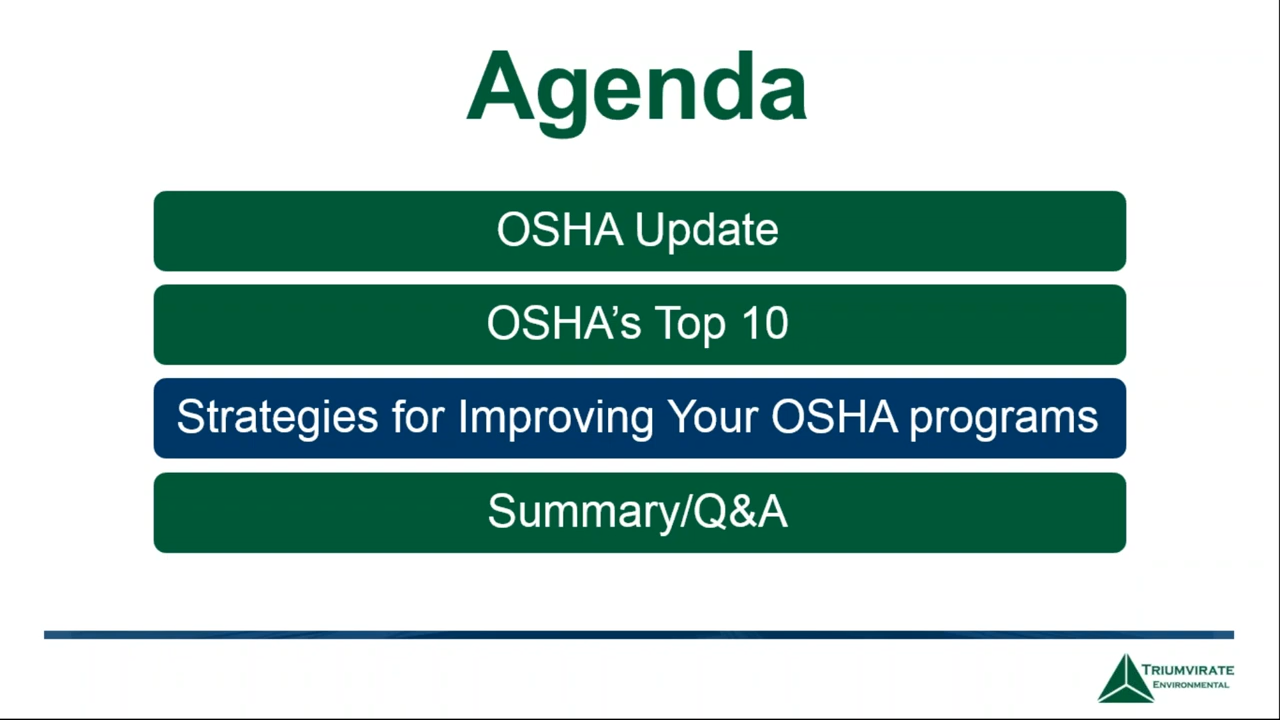 Agenda
OSHA Update
OSHA’s Top 10
Strategies for Improving Your OSHA programs
Summary/Q&A
TRIUMVIRATE
ENVIRONMENTAL